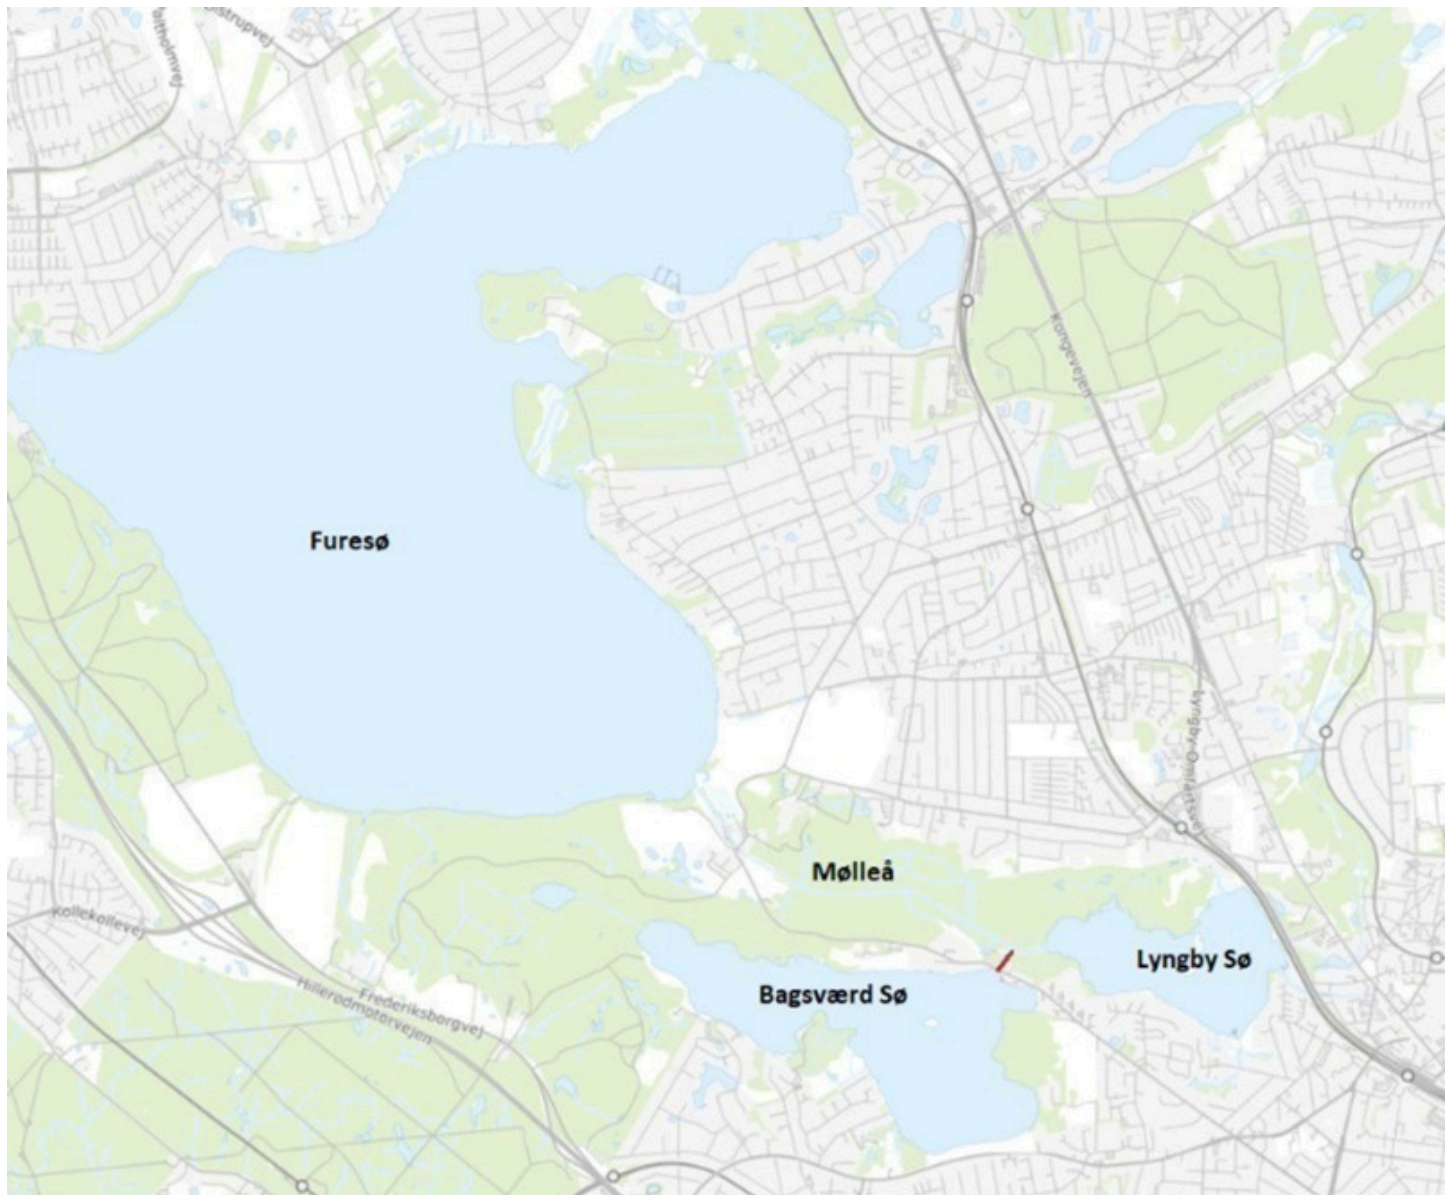 Kongevejen
Furesø
Lyngby Omfartsvej
Mølleå
Kollekollevej
Lyngby Sø
Bagsværd Sø
Frederiksborgvej
Hillerødmotorvejen